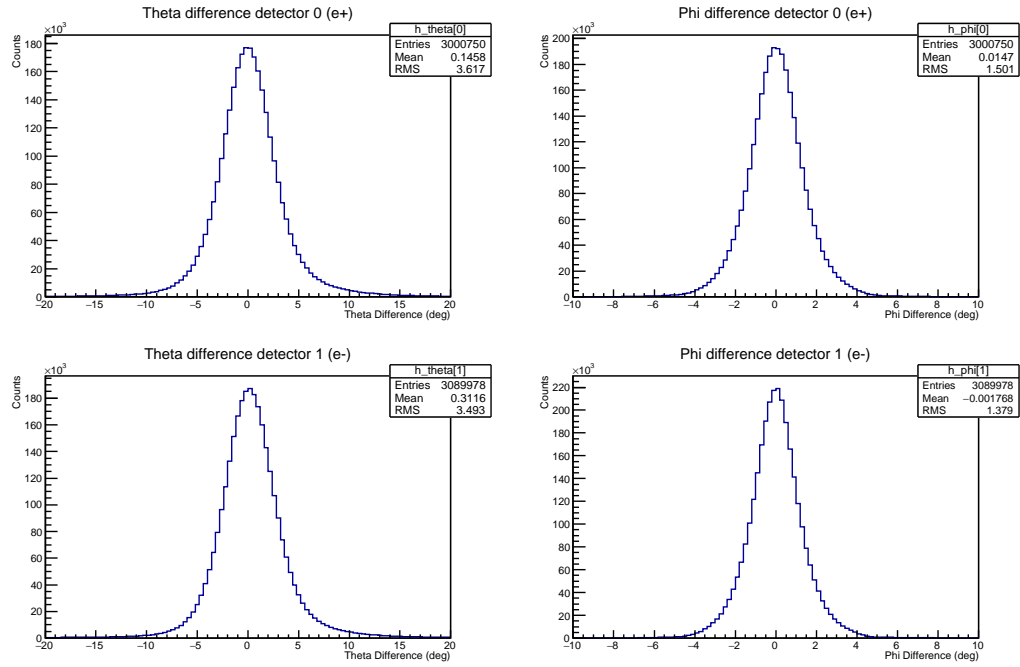 Theta difference detector 0 (e+)
×10³
Counts
h_theta[0]
Entries 3000750
Mean 0.1458
RMS 3.617
180
160
140
120
100
80
60
40
20
0
−20 −15 −10 −5 0 5 10 15 20
Theta Difference (deg)
Phi difference detector 0 (e+)
×10³
Counts
h_phi[0]
Entries 3000750
Mean 0.0147
RMS 1.501
200
180
160
140
120
100
80
60
40
20
0
−10 −8 −6 −4 −2 0 2 4 6 8 10
Phi Difference (deg)
Theta difference detector 1 (e-)
×10³
Counts
h_theta[1]
Entries 3089978
Mean 0.3116
RMS 3.493
180
160
140
120
100
80
60
40
20
0
−20 −15 −10 −5 0 5 10 15 20
Theta Difference (deg)
Phi difference detector 1 (e-)
×10³
Counts
h_phi[1]
Entries 3089978
Mean −0.001768
RMS 1.379
220
200
180
160
140
120
100
80
60
40
20
0
−10 −8 −6 −4 −2 0 2 4 6 8 10
Phi Difference (deg)